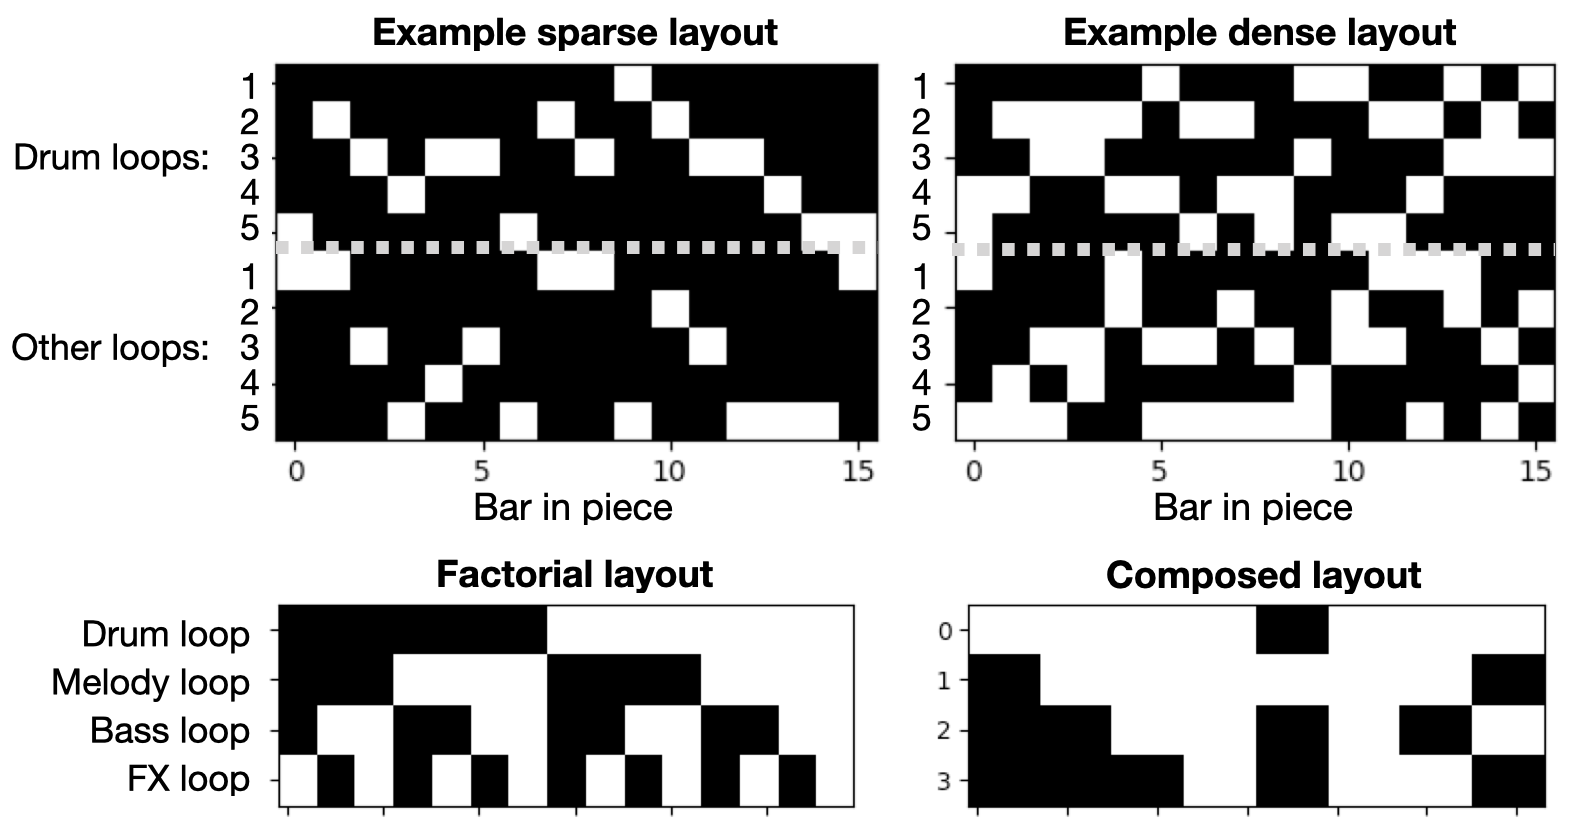 Example sparse layout
Example dense layout
Drum loops:
1
2
3
4
5
Other loops:
1
2
3
4
5
0 5 10 15
Bar in piece
1
2
3
4
5
1
2
3
4
5
0 5 10 15
Bar in piece
Factorial layout
Drum loop
Melody loop
Bass loop
FX loop
Composed layout
0
1
2
3